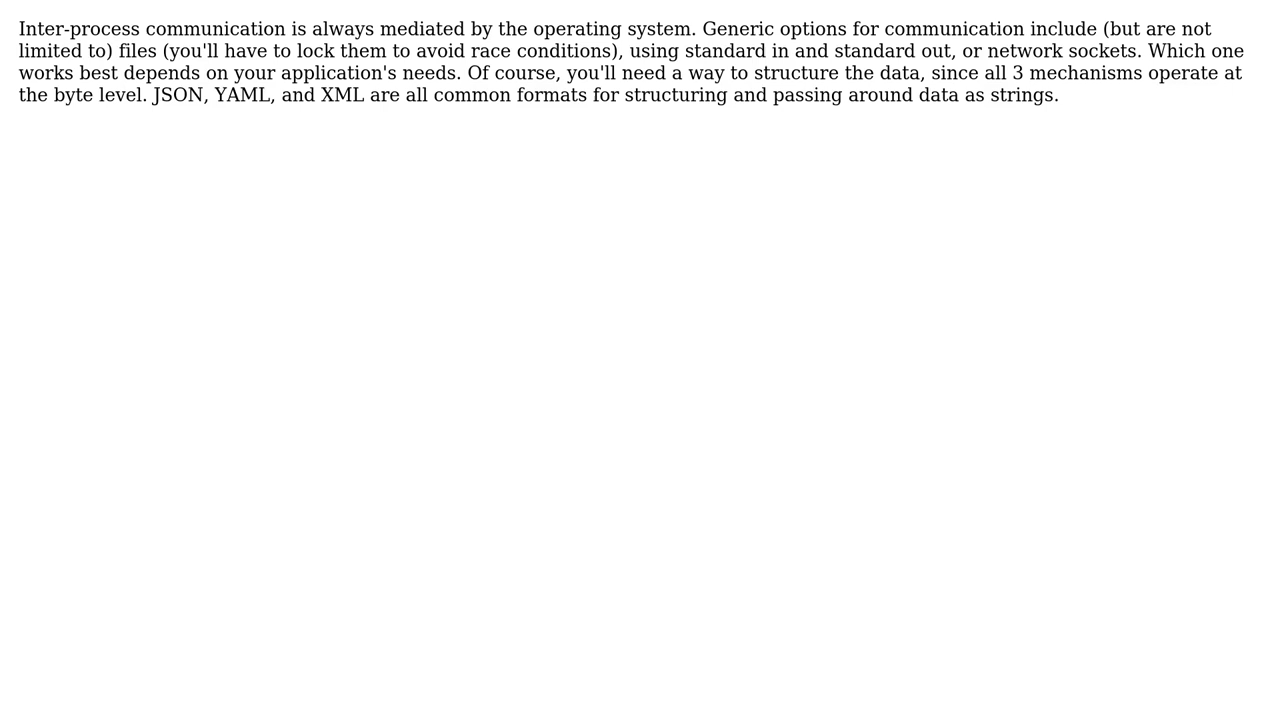 Inter-process communication is always mediated by the operating system. Generic options for communication include (but are not
limited to) files (you'll have to lock them to avoid race conditions), using standard in and standard out, or network sockets. Which one
works best depends on your application's needs. Of course, you'll need a way to structure the data, since all 3 mechanisms operate at
the byte level. JSON, YAML, and XML are all common formats for structuring and passing around data as strings.